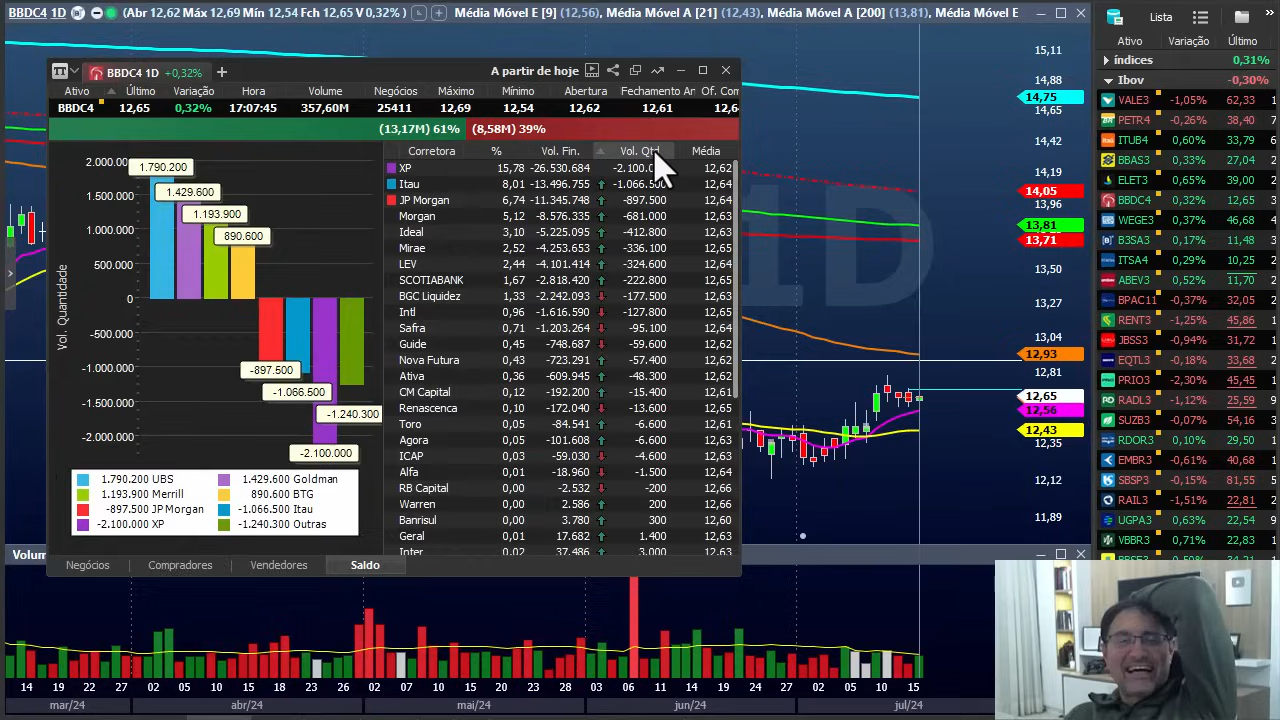 BBDC4 1D (Abr 12,62 Máx 12,69 Mín 12,54 Fch 12,65 V 0,32% ) Média Móvel E [9] (12,56), Média Móvel A [21] (12,43), Média Móvel A [200] (13,81), Média Móvel E
BBDC4 1D +0,32% + A partir de hoje
Ativo Último Variação Hora Volume Negócios Máximo Mínimo Abertura Fechamento An Of. Com
BBDC4 12,65 0,32% 17:07:45 357,60M 25411 12,69 12,54 12,62 12,61
(13,17M) 61% (8,58M) 39%
% Vol. Fin. Vol. Qtd Média
XP 15,78 -26.530.684 12,62
Itau 8,01 -13.496.755 -1.066.500 12,64
JP Morgan 6,74 -11.345.748 -897.500 12,64
Morgan 5,12 -8.576.335 -681.000 12,62
Ideal 3,10 -5.225.095 -412.800 12,63
Mirae 2,52 -4.253.653 -336.100 12,65
LEV 2,44 -4.101.414 -324.600 12,64
SCOTIABANK 1,67 -2.818.420 -222.800 12,65
BGC Liquidez 1,33 -2.242.093 -177.500 12,63
0,96 -1.616.590 -127.800 12,63
Safra 0,71 -1.203.264 -95.100 12,64
Guide 0,45 -748.687 -59.600 12,63
Nova Futura 0,43 -723.291 -57.400 12,62
Ativa 0,36 -609.945 -48.300 12,62
CM Capital 0,12 -192.200 -15.400 12,64
Renascenca 0,10 -172.040 -13.600 12,65
-84.541 -6.600 12,61
Agora 0,05 -101.608 -6.600 12,63
ICAP 0,03 -59.030 -4.600 12,63
Alfa 0,01 -18.960 -1.500 12,64
RB Capital 0,00 -2.532 -200 12,66
Warren 0,00 2.586 200 12,66
Banrisul 0,00 3.780 300 12,60
Geral 0,01 17.682 1.400 12,63
Inter 0,02 37.486 3.000 12,63
Vol Quantidade
2.000.000
1.500.000
1.000.000
500.000
0
-500.000
-1.000.000
-1.500.000
-2.000.000
1.790.200
1.429.600
1.193.900
890.600
-897.500
-1.066.500
-1.240.300
-2.100.000
1.790.200 UBS 1.429.600 Goldman
1.193.900 Merrill 890.600 BTG
-897.500 JP Morgan -1.066.500 Itau
-2.100.000 XP -1.240.300 Outras
Negócios Compradores Vendedores Saldo
1D
15,11
14,88
14,75
14,65
14,42
14,19
14,05
13,96
13,81
13,71
13,50
13,27
13,04
12,93
12,81
12,65
12,56
12,43
12,35
12,12
11,89
Volum
14 19 22 27 02 05 10 15 18 23 26 02 07 10 15 20 23 28 03 06 11 14 19 24 27 02 05 10 15
mar/24 abr/24 mai/24 jun/24 jul/24
Lista
Ativo Variação Último
índices 0,31%
Ibov -0,30%
VALE3 -1,05% 62,33
PETR4 -0,26% 38,40
ITUB4 0,60% 33,79
BBAS3 0,33% 27,04
ELET3 0,65% 39,00
BBDC4 0,32% 12,65
WEGE3 0,37% 46,68
B3SA3 0,17% 11,48
ITSA4 0,29% 10,25
ABEV3 0,52% 11,70
BPAC11 -0,37% 32,05
RENT3 -1,25% 45,86
JBSS3 -0,94% 31,72
EQTL3 -0,18% 33,68
PRIO3 -2,30% 45,45
RADL3 -1,12% 25,59
SUZB3 -0,07% 54,16
RDOR3 0,10% 29,50
EMBR3 -0,61% 40,68
SBSP3 -0,15% 81,55
RAIL3 -1,51% 22,81
UGPA3 0,63% 22,54
VBBR3 0,05% 22,05